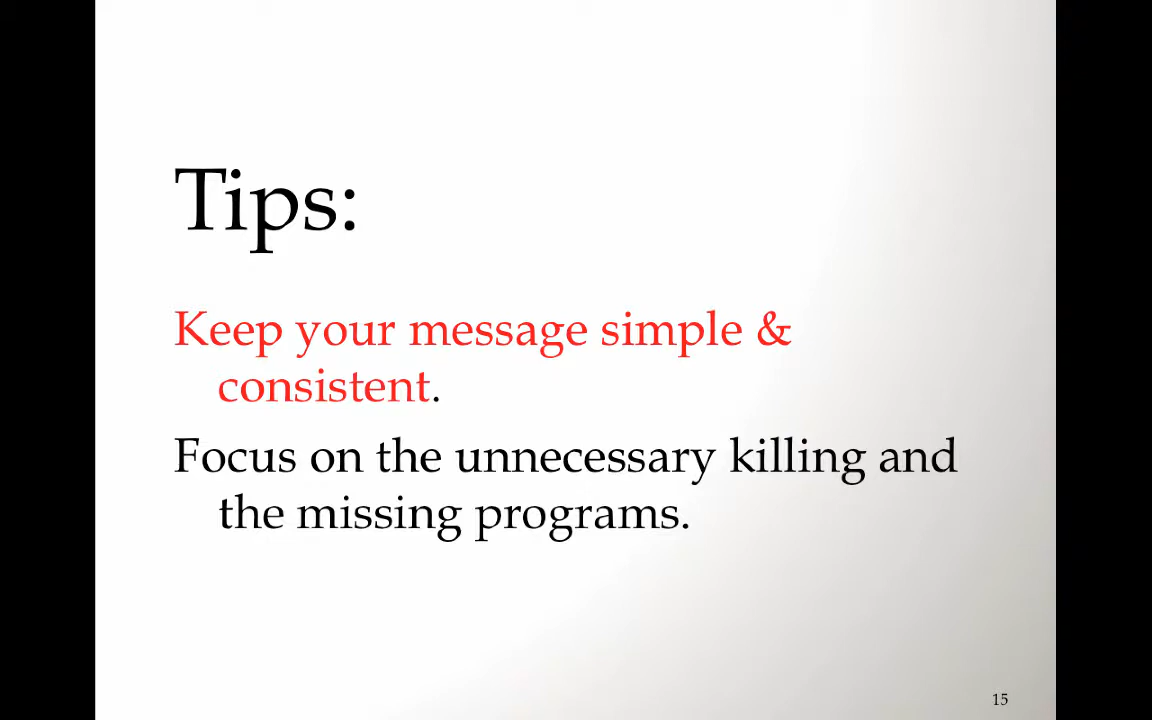 Tips:
Keep your message simple &
consistent.
Focus on the unnecessary killing and
the missing programs.
15